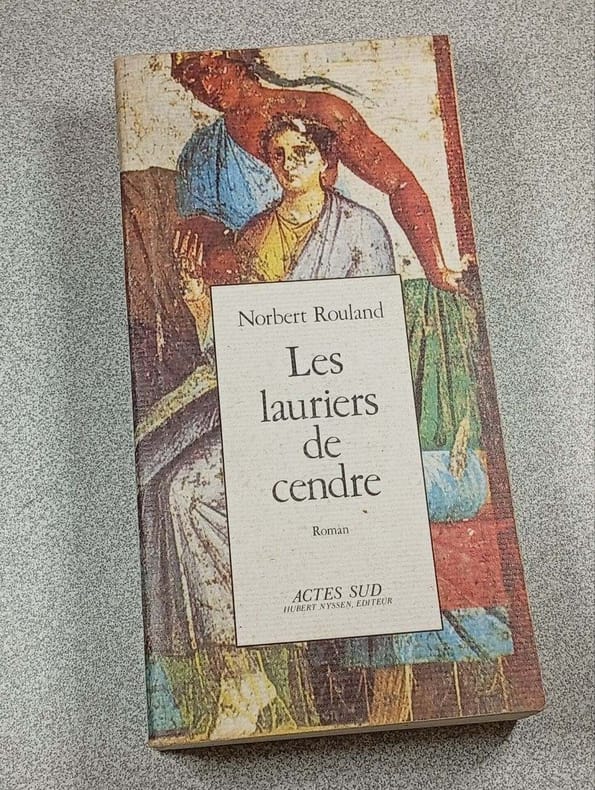 Norbert Rouland
Les
lauriers
de
cendre
Roman
ACTES SUD
HUBERT NYSSEN, EDITEUR